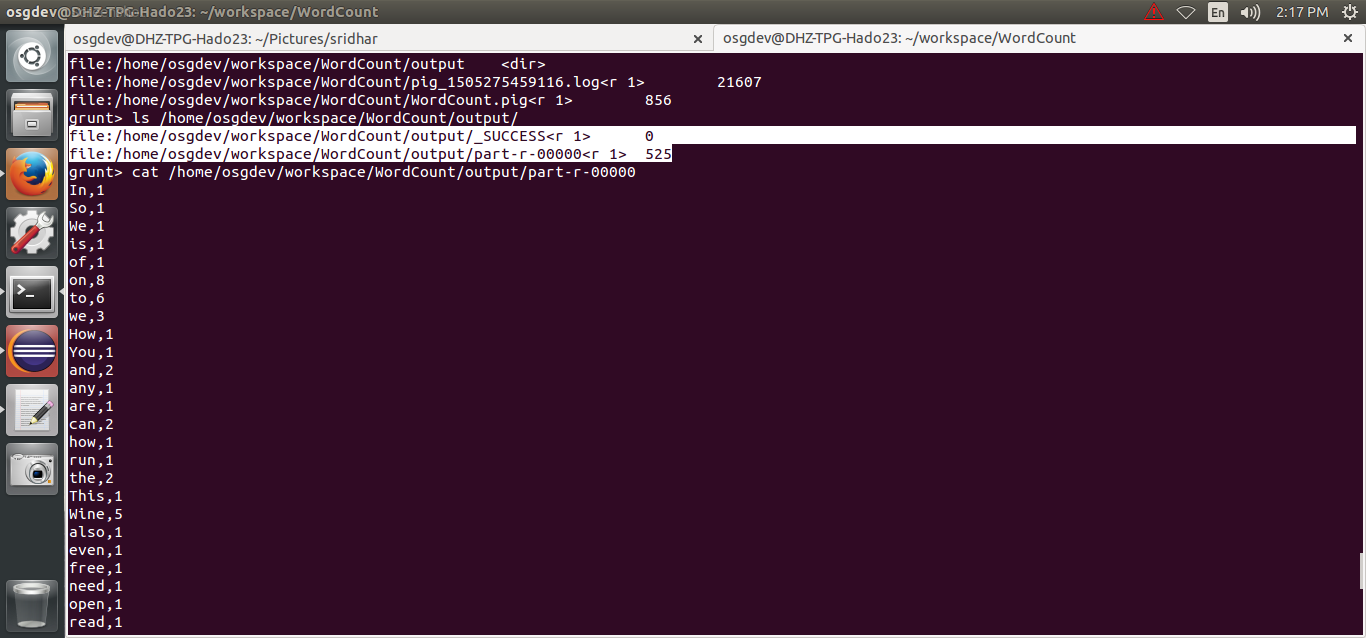 osgdev@DHZ-TPG-Hado23: ~/workspace/WordCount
En 2:17 PM
osgdev@DHZ-TPG-Hado23: ~/Pictures/sridhar × osgdev@DHZ-TPG-Hado23: ~/workspace/WordCount ×
file:/home/osgdev/workspace/WordCount/output <dir>
file:/home/osgdev/workspace/WordCount/pig_1505275459116.log<r 1> 21607
file:/home/osgdev/workspace/WordCount/WordCount.pig<r 1> 856
grunt> ls /home/osgdev/workspace/WordCount/output/
file:/home/osgdev/workspace/WordCount/output/_SUCCESS<r 1> 0
file:/home/osgdev/workspace/WordCount/output/part-r-00000<r 1> 525
grunt> cat /home/osgdev/workspace/WordCount/output/part-r-00000
In,1
So,1
We,1
is,1
of,1
on,8
to,6
we,3
How,1
You,1
and,2
any,1
are,1
can,2
how,1
run,1
the,2
This,1
Wine,5
also,1
even,1
free,1
need,1
open,1
read,1